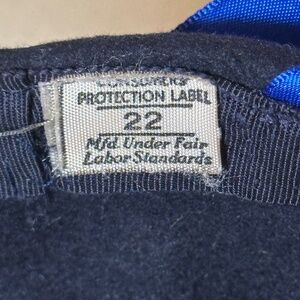 CONSUMERS
PROTECTION LABEL
22
Mfd Under Fair
Labor Standards